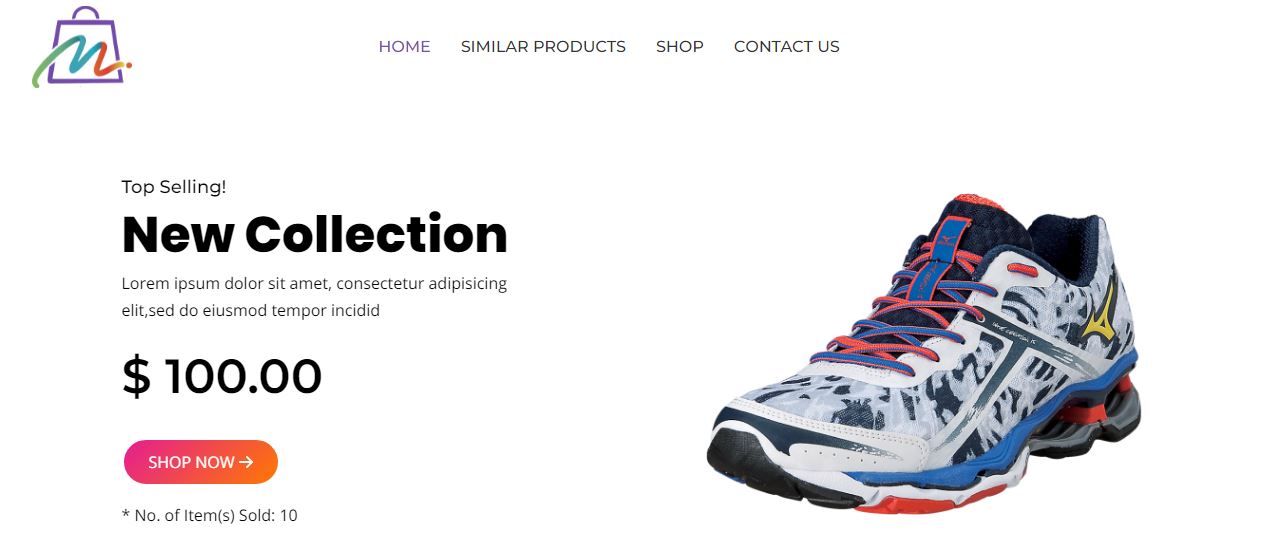 HOME SIMILAR PRODUCTS SHOP CONTACT US
Top Selling!
New Collection
Lorem ipsum dolor sit amet, consectetur adipisicing
elit,sed do eiusmod tempor incidid
$ 100.00
SHOP NOW →
* No. of Item(s) Sold: 10